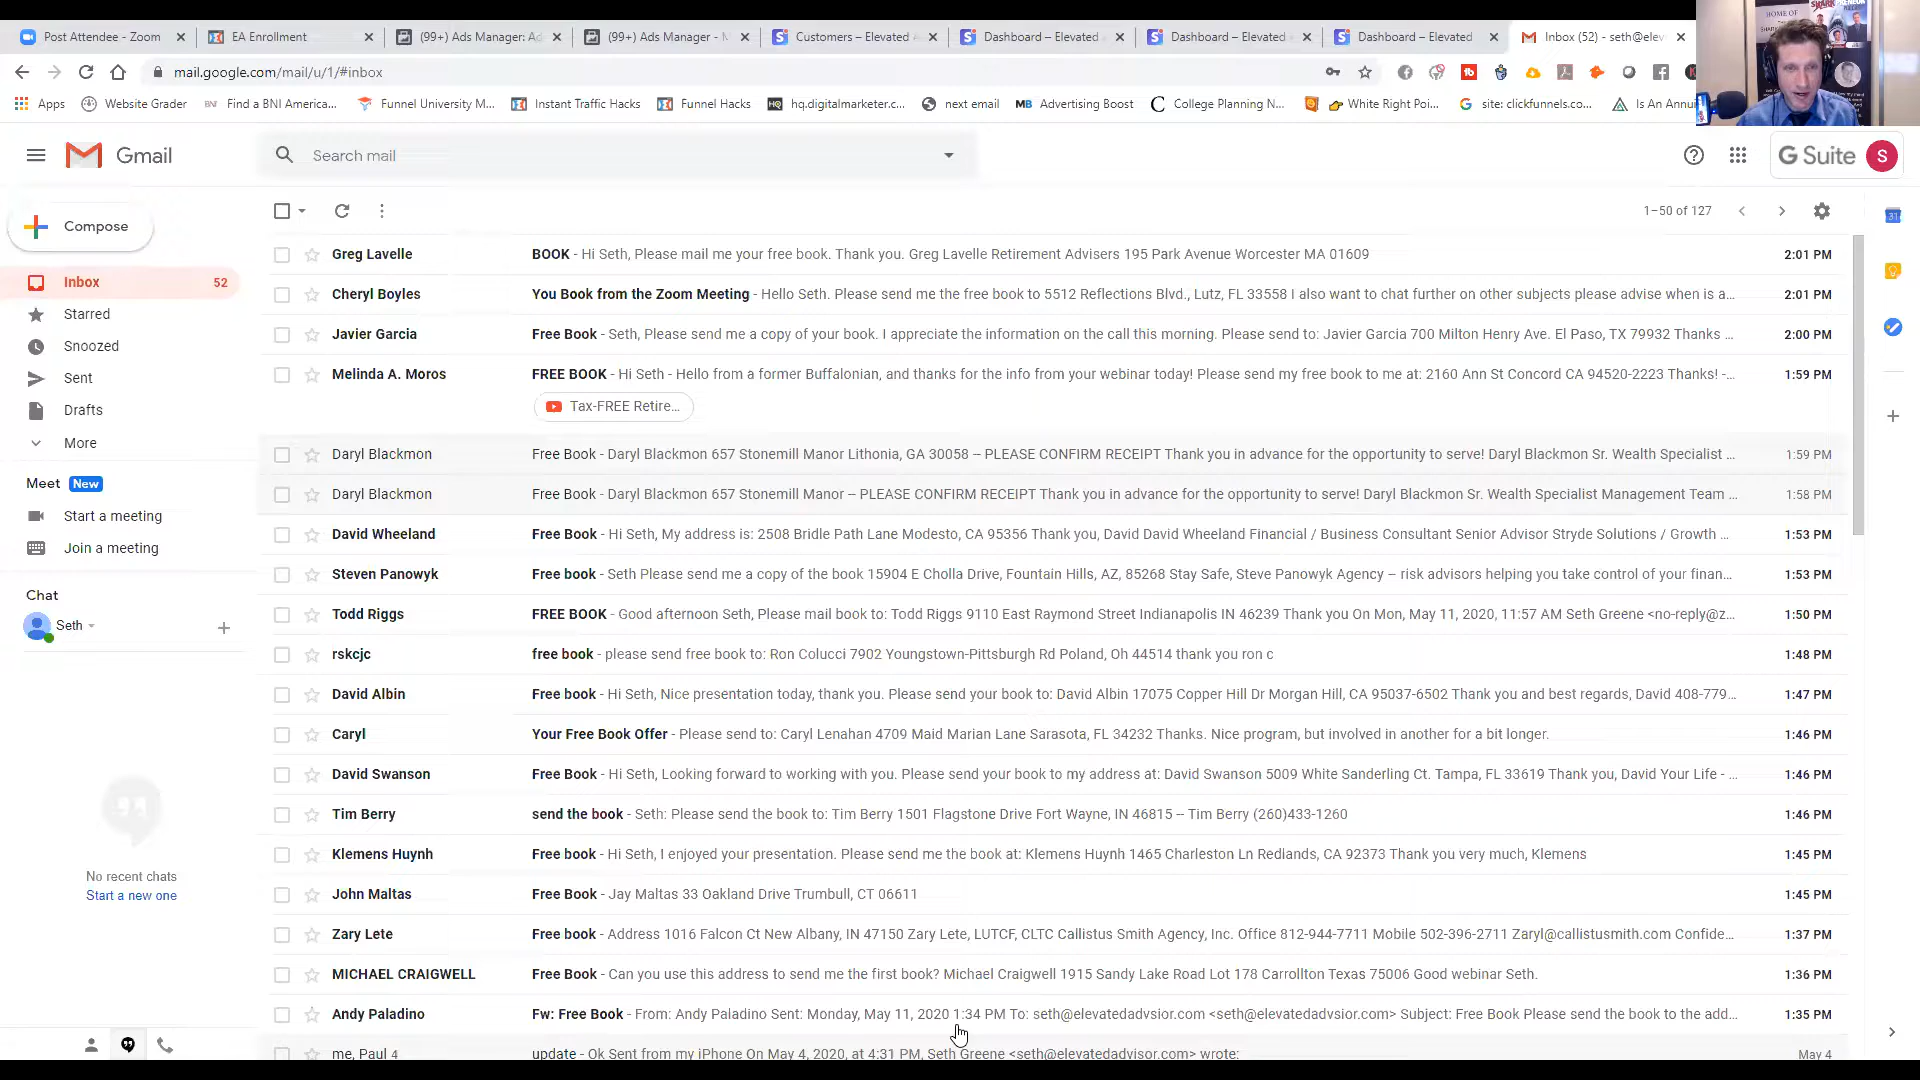 Post Attendee - Zoom
EA Enrollment
(99+) Ads Manager: Ad
(99+) Ads Manager - M
Customers – Elevated A
Dashboard – Elevated A
Dashboard – Elevated
Dashboard – Elevated
Inbox (52) - seth@elev
mail.google.com/mail/u/1/#inbox
Apps
Website Grader
Find a BNI America...
Funnel University M...
Instant Traffic Hacks
Funnel Hacks
hq.digitalmarketer.c...
next email
Advertising Boost
College Planning N...
White Right Poi...
site: clickfunnels.co...
Is An Annu
HOME OF
Gmail
Search mail
G Suite
S
Compose
1–50 of 127
Inbox
52
Starred
Snoozed
Sent
Drafts
More
Meet
New
Start a meeting
Join a meeting
Chat
Seth
No recent chats
Start a new one
Greg Lavelle BOOK - Hi Seth, Please mail me your free book. Thank you. Greg Lavelle Retirement Advisers 195 Park Avenue Worcester MA 01609 2:01 PM
Cheryl Boyles You Book from the Zoom Meeting - Hello Seth. Please send me the free book to 5512 Reflections Blvd., Lutz, FL 33558 I also want to chat further on other subjects please advise when is a... 2:01 PM
Javier Garcia Free Book - Seth, Please send me a copy of your book. I appreciate the information on the call this morning. Please send to: Javier Garcia 700 Milton Henry Ave. El Paso, TX 79932 Thanks ... 2:00 PM
Melinda A. Moros FREE BOOK - Hi Seth - Hello from a former Buffalonian, and thanks for the info from your webinar today! Please send my free book to me at: 2160 Ann St Concord CA 94520-2223 Thanks! -... 1:59 PM
Tax-FREE Retire...
Daryl Blackmon Free Book - Daryl Blackmon 657 Stonemill Manor Lithonia, GA 30058 -- PLEASE CONFIRM RECEIPT Thank you in advance for the opportunity to serve! Daryl Blackmon Sr. Wealth Specialist ... 1:59 PM
Daryl Blackmon Free Book - Daryl Blackmon 657 Stonemill Manor -- PLEASE CONFIRM RECEIPT Thank you in advance for the opportunity to serve! Daryl Blackmon Sr. Wealth Specialist Management Team ... 1:58 PM
David Wheeland Free Book - Hi Seth, My address is: 2508 Bridle Path Lane Modesto, CA 95356 Thank you, David David Wheeland Financial / Business Consultant Senior Advisor Stryde Solutions / Growth ... 1:53 PM
Steven Panowyk Free book - Seth Please send me a copy of the book 15904 E Cholla Drive, Fountain Hills, AZ, 85268 Stay Safe, Steve Panowyk Agency – risk advisors helping you take control of your finan... 1:53 PM
Todd Riggs FREE BOOK - Good afternoon Seth, Please mail book to: Todd Riggs 9110 East Raymond Street Indianapolis IN 46239 Thank you On Mon, May 11, 2020, 11:57 AM Seth Greene <no-reply@z... 1:50 PM
rskcjc free book - please send free book to: Ron Colucci 7902 Youngstown-Pittsburgh Rd Poland, Oh 44514 thank you ron c 1:48 PM
David Albin Free book - Hi Seth, Nice presentation today, thank you. Please send your book to: David Albin 17075 Copper Hill Dr Morgan Hill, CA 95037-6502 Thank you and best regards, David 408-779... 1:47 PM
Caryl Your Free Book Offer - Please send to: Caryl Lenahan 4709 Maid Marian Lane Sarasota, FL 34232 Thanks. Nice program, but involved in another for a bit longer. 1:46 PM
David Swanson Free Book - Hi Seth, Looking forward to working with you. Please send your book to my address at: David Swanson 5009 White Sanderling Ct. Tampa, FL 33619 Thank you, David Your Life - ... 1:46 PM
Tim Berry send the book - Seth: Please send the book to: Tim Berry 1501 Flagstone Drive Fort Wayne, IN 46815 -- Tim Berry (260)433-1260 1:46 PM
Klemens Huynh Free book - Hi Seth, I enjoyed your presentation. Please send me the book at: Klemens Huynh 1465 Charleston Ln Redlands, CA 92373 Thank you very much, Klemens 1:45 PM
John Maltas Free Book - Jay Maltas 33 Oakland Drive Trumbull, CT 06611 1:45 PM
Zary Lete Free book - Address 1016 Falcon Ct New Albany, IN 47150 Zary Lete, LUTCF, CLTC Callistus Smith Agency, Inc. Office 812-944-7711 Mobile 502-396-2711 Zaryl@callistusmith.com Confide... 1:37 PM
MICHAEL CRAIGWELL Free Book - Can you use this address to send me the first book? Michael Craigwell 1915 Sandy Lake Road Lot 178 Carrollton Texas 75006 Good webinar Seth. 1:36 PM
Andy Paladino Fw: Free Book - From: Andy Paladino Sent: Monday, May 11, 2020 1:34 PM To: seth@elevatedadvsior.com <seth@elevatedadvsior.com> Subject: Free Book Please send the book to the add... 1:35 PM
me, Paul 4 update - Ok Sent from my iPhone On May 4, 2020, at 4:31 PM, Seth Greene <seth@elevatedadvisor.com> wrote: May 4